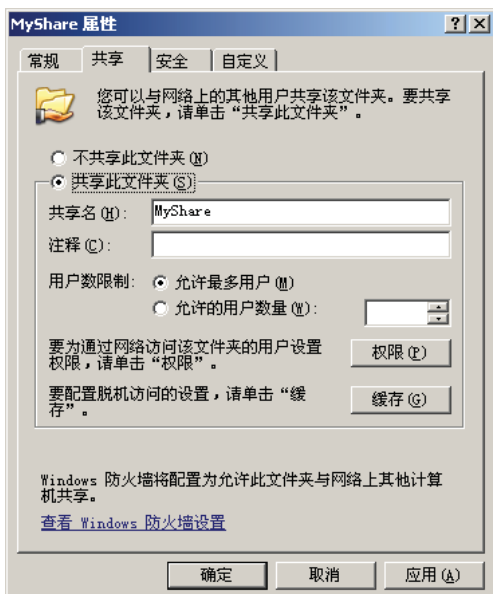 MyShare 属性
常规 共享 安全 自定义
您可以与网络上的其他用户共享该文件夹。要共享
该文件夹，请单击“共享此文件夹”。
不共享此文件夹(N)
共享此文件夹(S)
共享名(H): MyShare
注释(C):
用户数限制: 允许最多用户(M)
允许的用户数量(W):
要为通过网络访问该文件夹的用户设置
权限，请单击“权限”。
权限(P)
要配置脱机访问的设置，请单击“缓
存”。
缓存(G)
Windows 防火墙将配置为允许此文件夹与网络上其他计算
机共享。
查看 Windows 防火墙设置
确定 取消 应用(A)